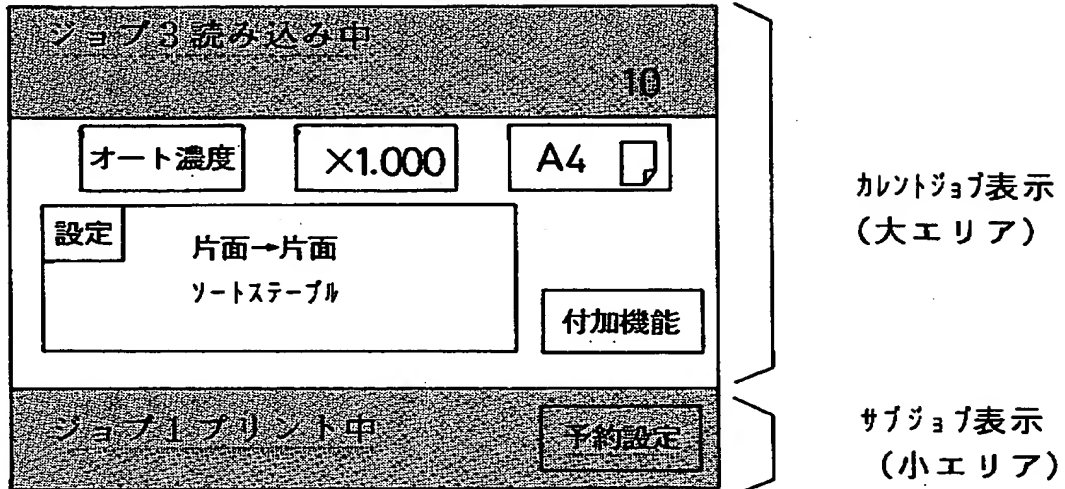 ジョブ3読み込み中
10
オート濃度
×1.000
A4
設定
片面→片面
ソートステープル
付加機能
ジョブ1プリント中
予約設定
カレントジョブ表示
(大エリア)
サブジョブ表示
(小エリア)